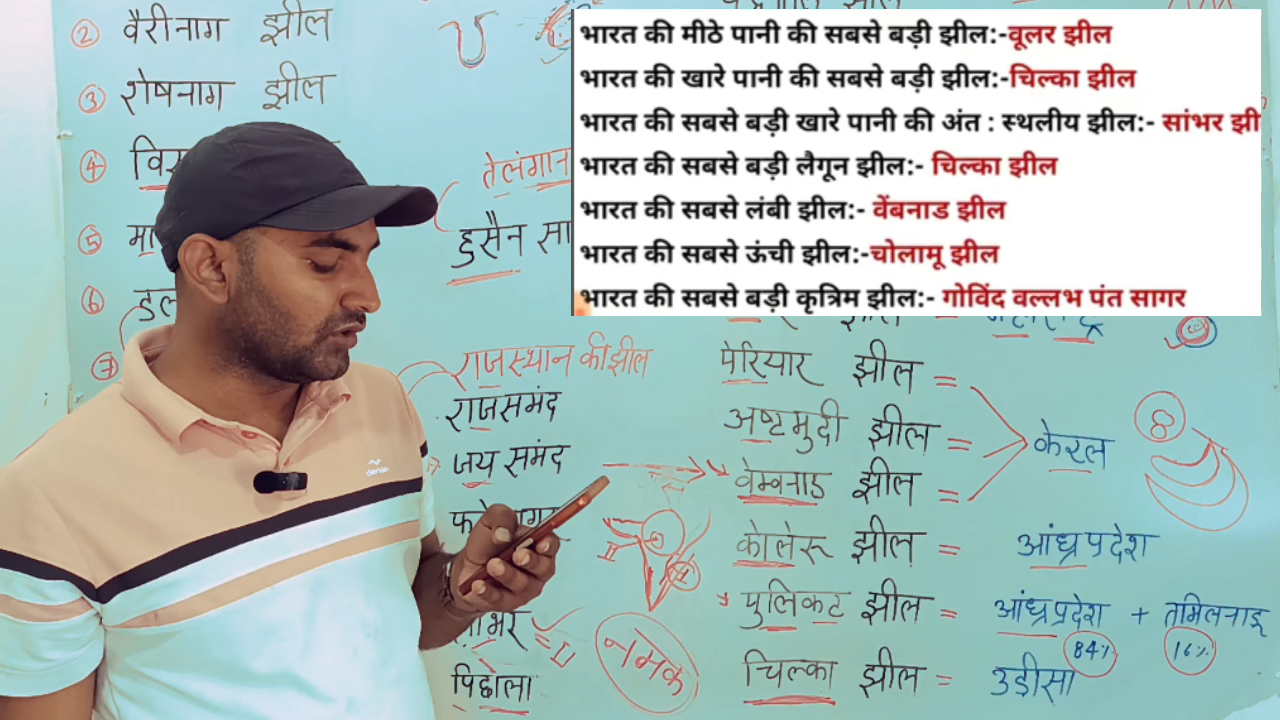 ② वैरीनाग झील
③ शेषनाग झील
④
⑤
⑥
⑦
तेलंगान
हुसैन सा
भारत की मीठे पानी की सबसे बड़ी झील:-वूलर झील
भारत की खारे पानी की सबसे बड़ी झील:-चिल्का झील
भारत की सबसे बड़ी खारे पानी की अंत : स्थलीय झील:- सांभर झी
भारत की सबसे बड़ी लैगून झील:- चिल्का झील
भारत की सबसे लंबी झील:- वेंबनाड झील
भारत की सबसे ऊंची झील:-चोलामू झील
भारत की सबसे बड़ी कृत्रिम झील:- गोविंद वल्लभ पंत सागर
राजस्थान की झील
राजसमंद
जय समंद
पिछोला
नमक
पेरियार झील =
अष्टमुदी झील =
वेम्बनाड झील =
केरल
8
कोलेरू झील = आंध्र प्रदेश
पुलिकट झील = आंध्रप्रदेश + तमिलनाडू
84% 16%
चिल्का झील = उड़ीसा